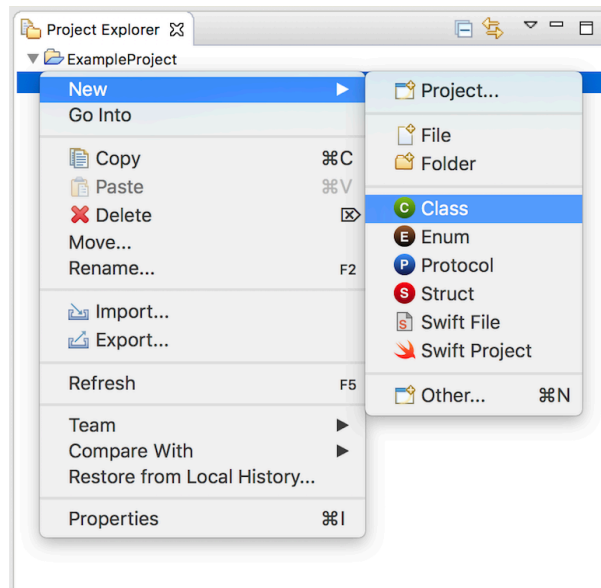 Project Explorer
ExampleProject
New
Go Into
Copy ⌘C
Paste ⌘V
Delete ⌦
Move...
Rename... F2
Import...
Export...
Refresh F5
Team
Compare With
Restore from Local History...
Properties ⌘I
Project...
File
Folder
C Class
E Enum
P Protocol
S Struct
S Swift File
Swift Project
Other... ⌘N